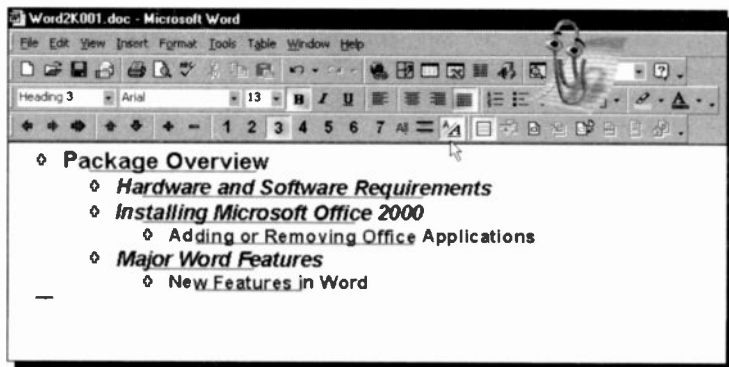 Word2K001.doc - Microsoft Word
File Edit View Insert Format Tools Table Window Help
Heading 3 Arial 13 B I U
1 2 3 4 5 6 7 All
Package Overview
Hardware and Software Requirements
Installing Microsoft Office 2000
Adding or Removing Office Applications
Major Word Features
New Features in Word